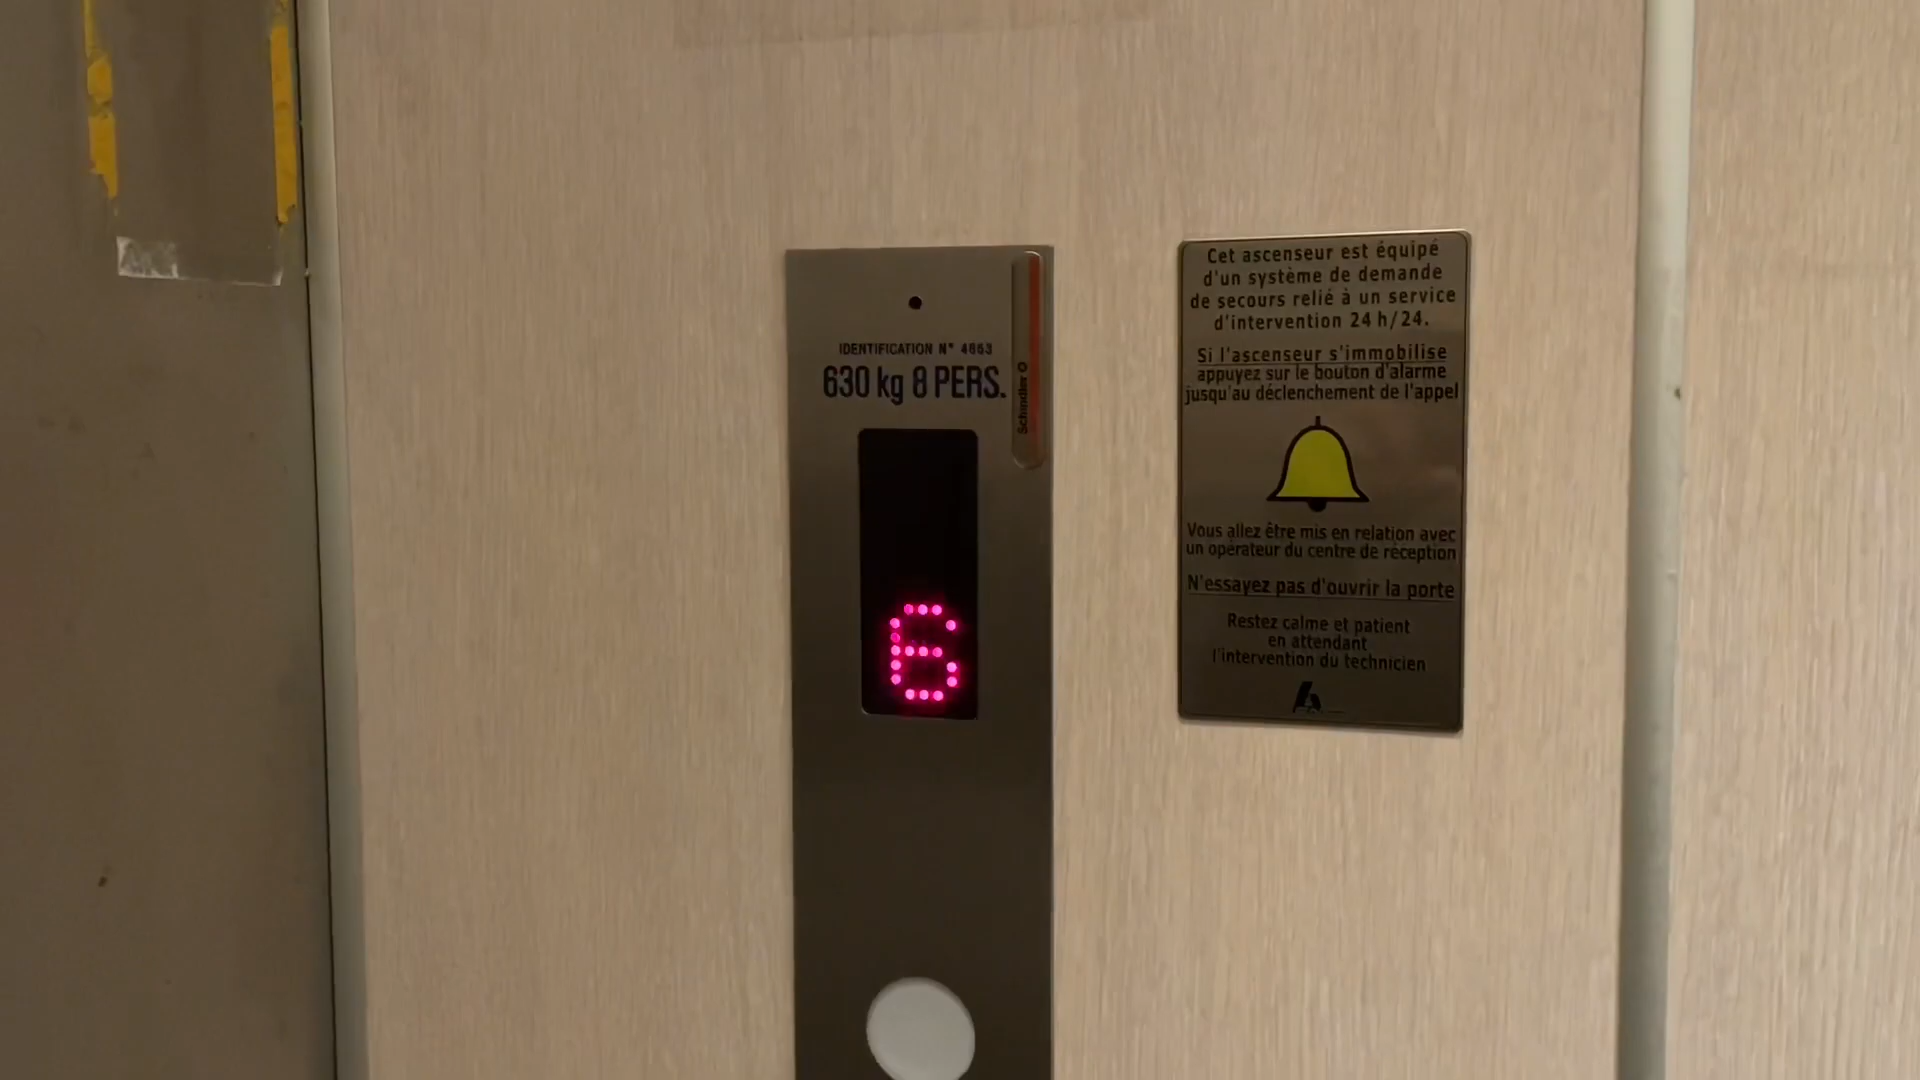 IDENTIFICATION N° 4663
630 kg 8 PERS.
Schindler
6
Cet ascenseur est équipé
d'un système de demande
de secours relié à un service
d'intervention 24 h/24.
Si l'ascenseur s'immobilise
appuyez sur le bouton d'alarme
jusqu'au déclenchement de l'appel
Vous allez être mis en relation avec
un opérateur du centre de réception
N'essayez pas d'ouvrir la porte
Restez calme et patient
en attendant
l'intervention du technicien